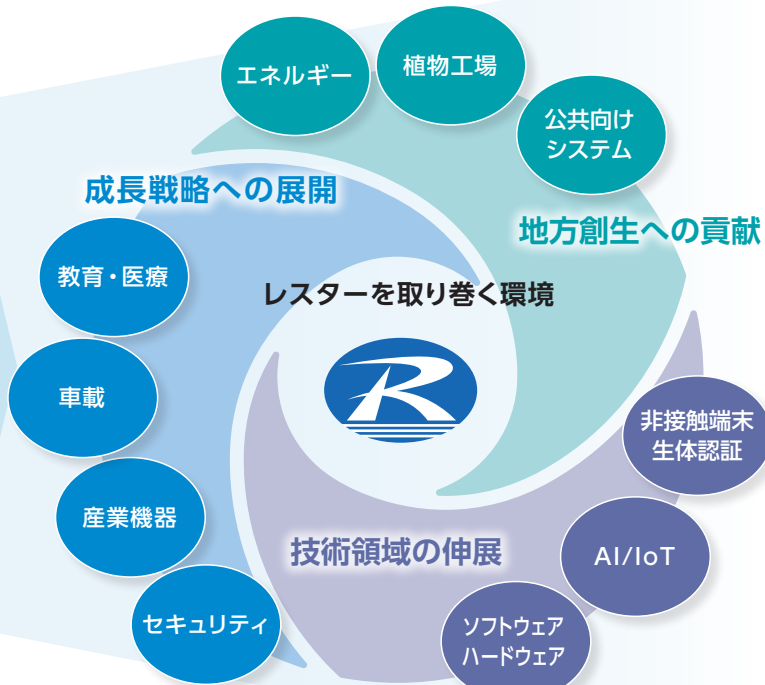 エネルギー
植物工場
公共向け
システム
成長戦略への展開
地方創生への貢献
教育・医療
レスターを取り巻く環境
車載
非接触端末
生体認証
産業機器
技術領域の伸展
AI/IoT
セキュリティ
ソフトウェア
ハードウェア